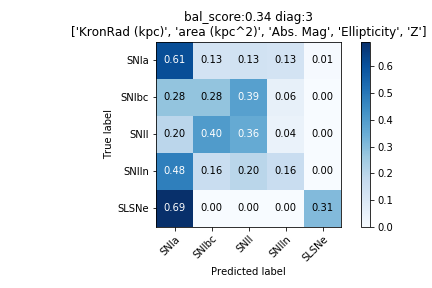 bal_score:0.34 diag:3
['KronRad (kpc)', 'area (kpc^2)', 'Abs. Mag', 'Ellipticity', 'Z']
SNIa 0.61 0.13 0.13 0.13 0.01
SNIbc 0.28 0.28 0.39 0.06 0.00
SNII 0.20 0.40 0.36 0.04 0.00
SNIIn 0.48 0.16 0.20 0.16 0.00
SLSNe 0.69 0.00 0.00 0.00 0.31
True label
SNIa SNIbc SNII SNIIn SLSNe
Predicted label
0.6
0.5
0.4
0.3
0.2
0.1
0.0